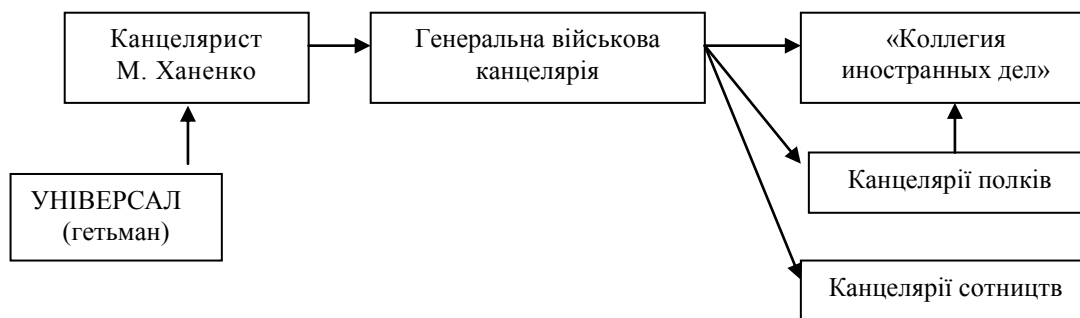 Канцелярист
М. Ханенко
Генеральна військова
канцелярія
«Коллегия
иностранных дел»
УНІВЕРСАЛ
(гетьман)
Канцелярії полків
Канцелярії сотництв